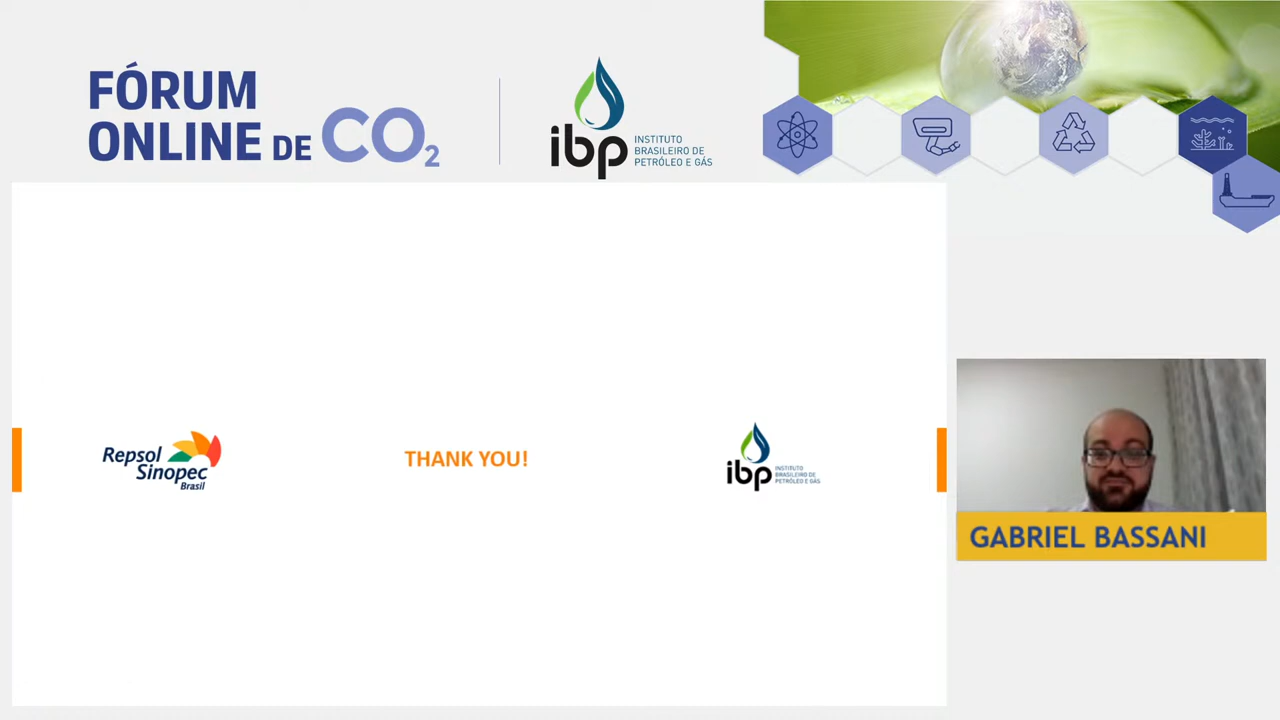 FÓRUM
ONLINE DE CO₂
ibp
INSTITUTO
BRASILEIRO DE
PETRÓLEO E GÁS
Repsol
Sinopec
Brasil
THANK YOU!
ibp
INSTITUTO
BRASILEIRO DE
PETRÓLEO E GÁS
GABRIEL BASSANI